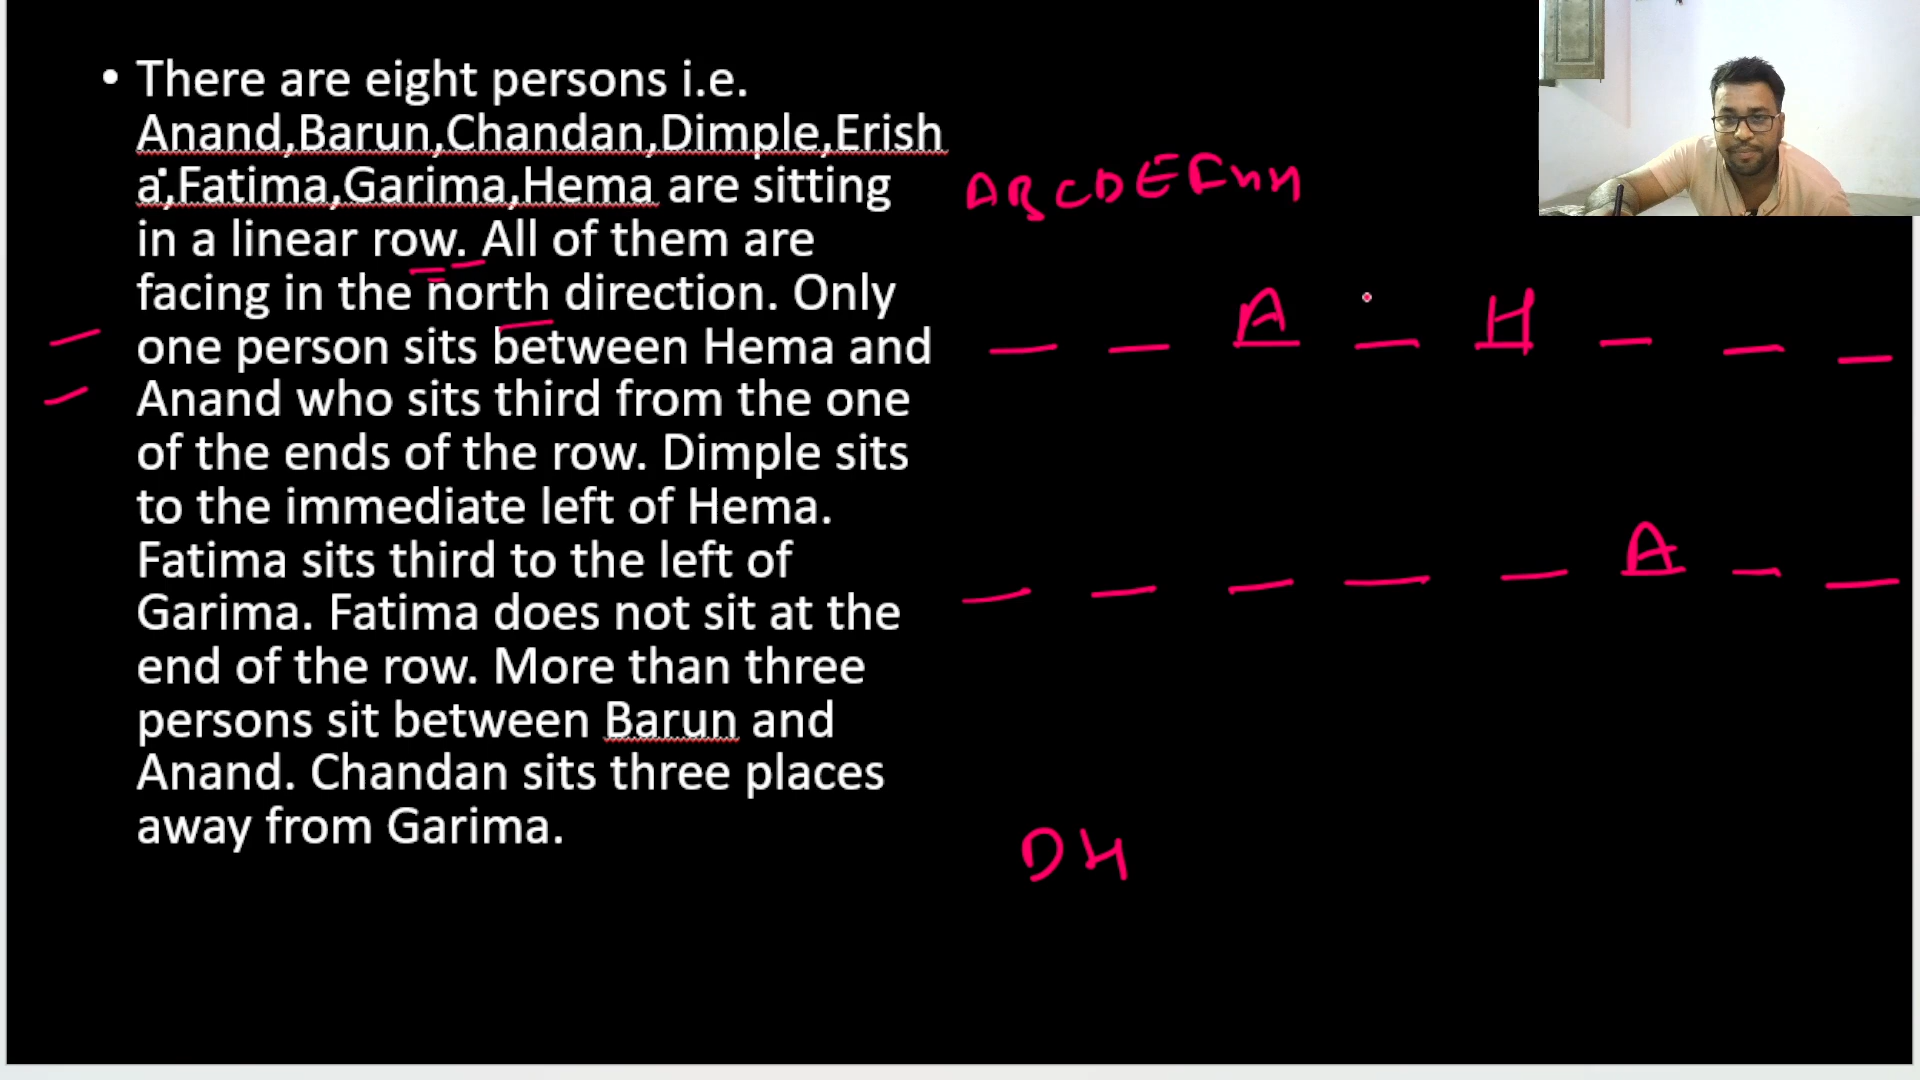 • There are eight persons i.e.
Anand,Barun,Chandan,Dimple,Erish
a,Fatima,Garima,Hema are sitting
in a linear row. All of them are
facing in the north direction. Only
one person sits between Hema and
Anand who sits third from the one
of the ends of the row. Dimple sits
to the immediate left of Hema.
Fatima sits third to the left of
Garima. Fatima does not sit at the
end of the row. More than three
persons sit between Barun and
Anand. Chandan sits three places
away from Garima.
ABCDEF
A H
A
DH